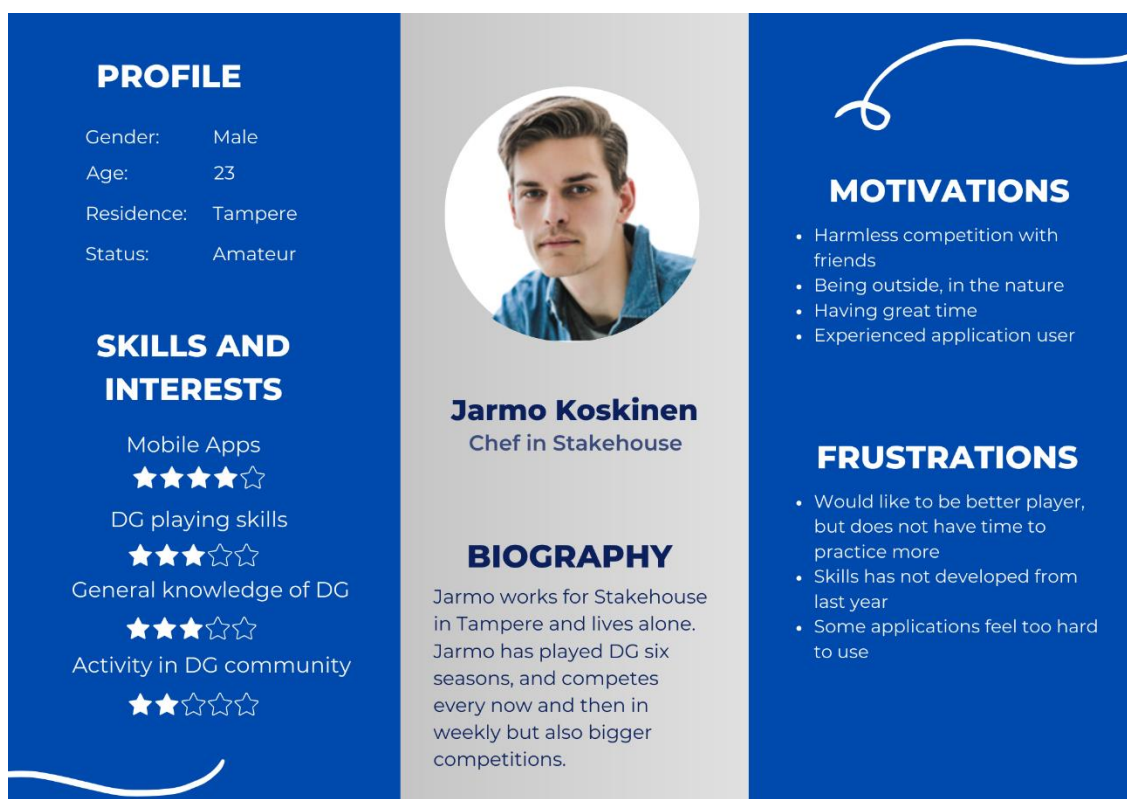 PROFILE
Gender: Male
Age: 23
Residence: Tampere
Status: Amateur
SKILLS AND
INTERESTS
Mobile Apps
DG playing skills
General knowledge of DG
Activity in DG community
Jarmo Koskinen
Chef in Stakehouse
BIOGRAPHY
Jarmo works for Stakehouse
in Tampere and lives alone.
Jarmo has played DG six
seasons, and competes
every now and then in
weekly but also bigger
competitions.
MOTIVATIONS
• Harmless competition with
friends
• Being outside, in the nature
• Having great time
• Experienced application user
FRUSTRATIONS
• Would like to be better player,
but does not have time to
practice more
• Skills has not developed from
last year
• Some applications feel too hard
to use